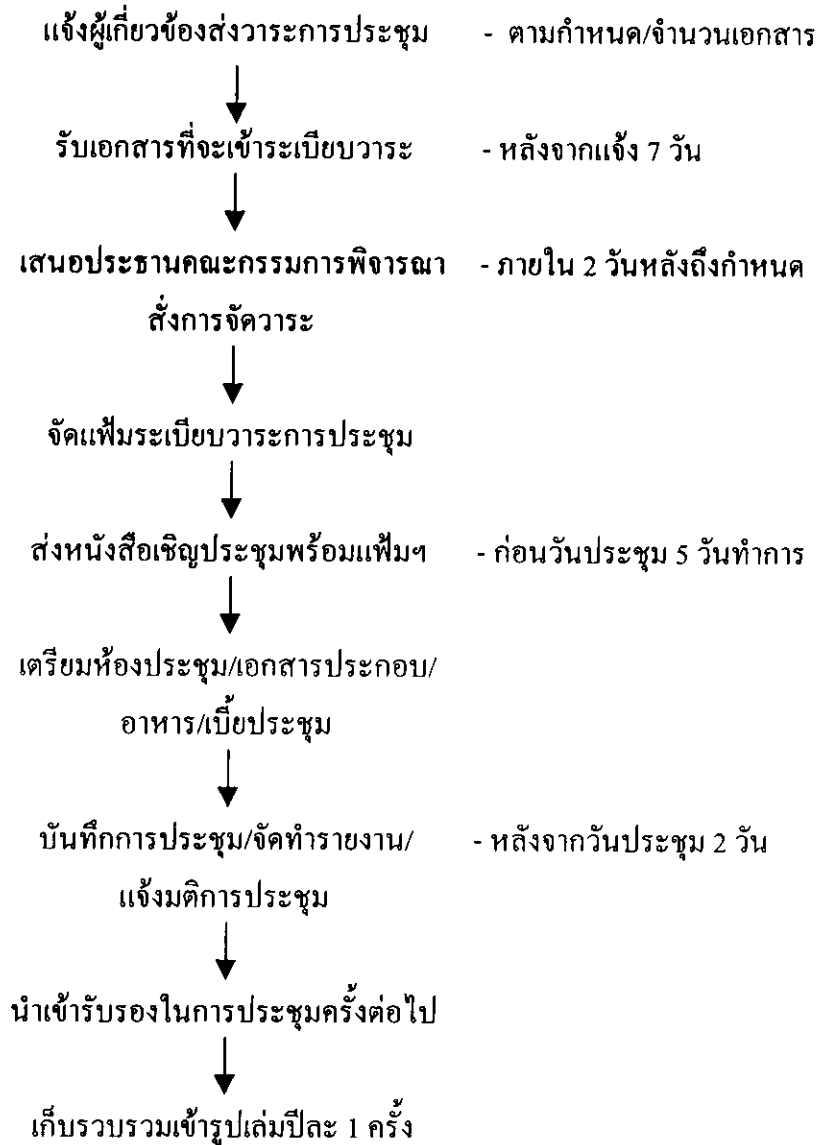 แจ้งผู้เกี่ยวข้องส่งวาระการประชุม - ตามกำหนด/จำนวนเอกสาร
รับเอกสารที่จะเข้าระเบียบวาระ - หลังจากแจ้ง 7 วัน
เสนอประธานคณะกรรมการพิจารณา - ภายใน 2 วันหลังถึงกำหนด
สั่งการจัดวาระ
จัดแฟ้มระเบียบวาระการประชุม
ส่งหนังสือเชิญประชุมพร้อมแฟ้มฯ - ก่อนวันประชุม 5 วันทำการ
เตรียมห้องประชุม/เอกสารประกอบ/
อาหาร/เบี้ยประชุม
บันทึกการประชุม/จัดทำรายงาน/ - หลังจากวันประชุม 2 วัน
แจ้งมติการประชุม
นำเข้ารับรองในการประชุมครั้งต่อไป
เก็บรวบรวมเข้ารูปเล่มปีละ 1 ครั้ง